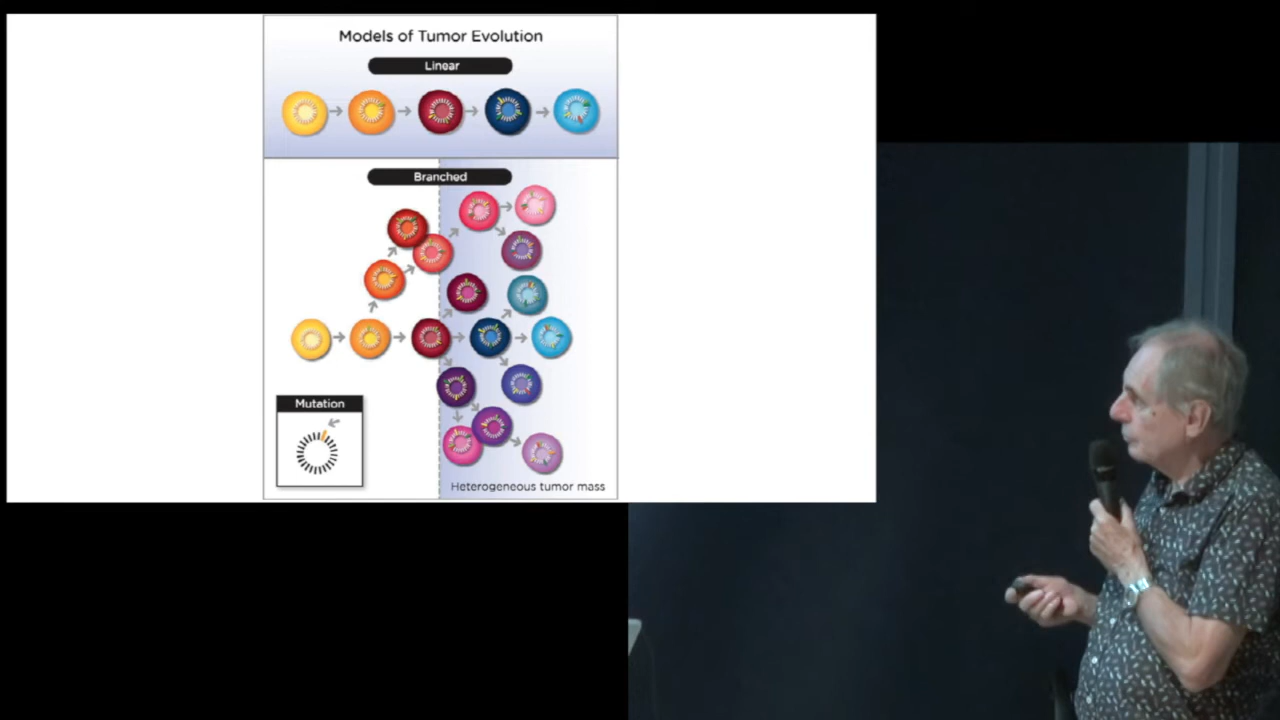 Models of Tumor Evolution
Linear
Branched
Mutation
Heterogeneous tumor mass